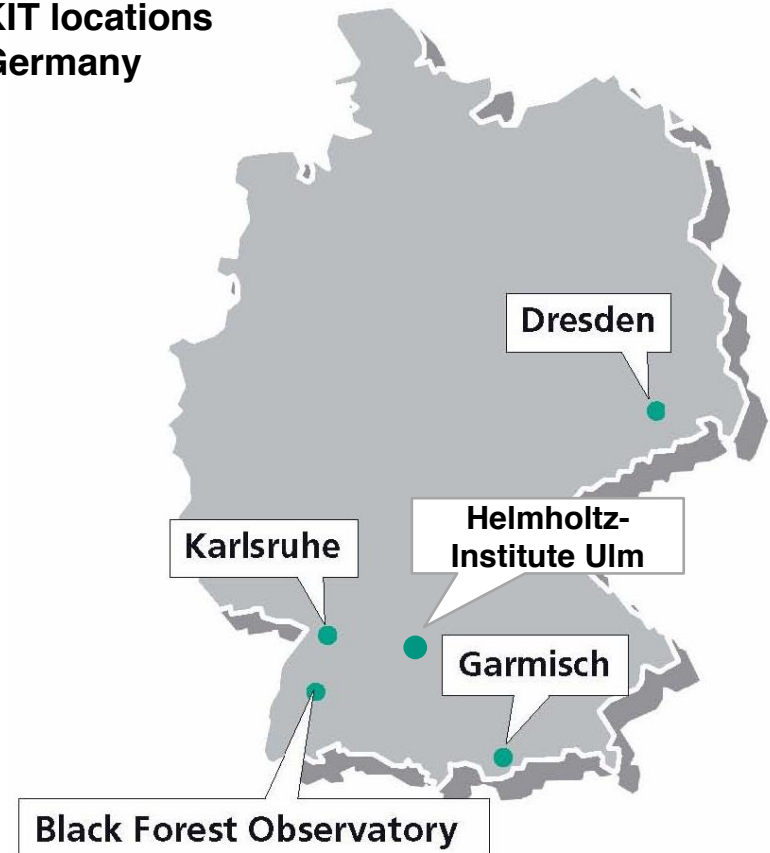 KIT locations
Germany
Dresden
Helmholtz-
Institute Ulm
Karlsruhe
Garmisch
Black Forest Observatory